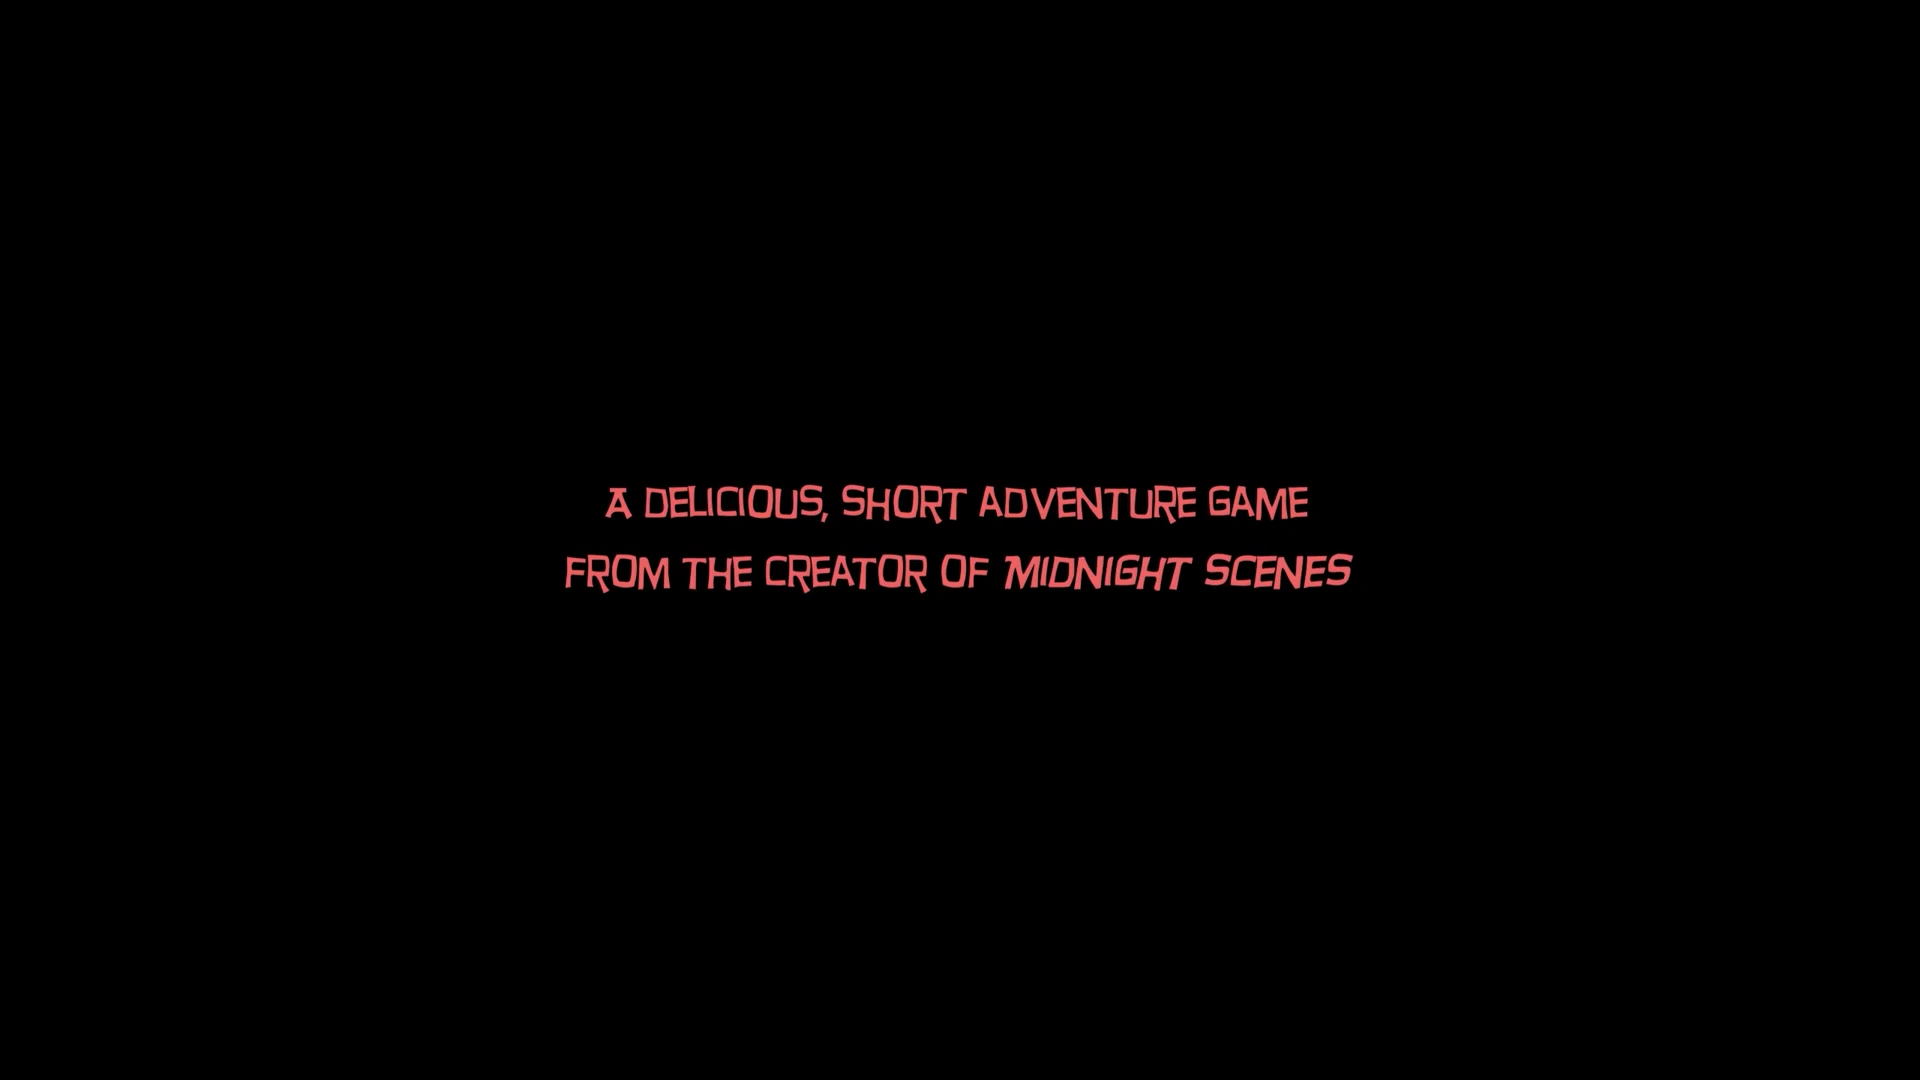 A DELICIOUS, SHORT ADVENTURE GAME
FROM THE CREATOR OF MIDNIGHT SCENES